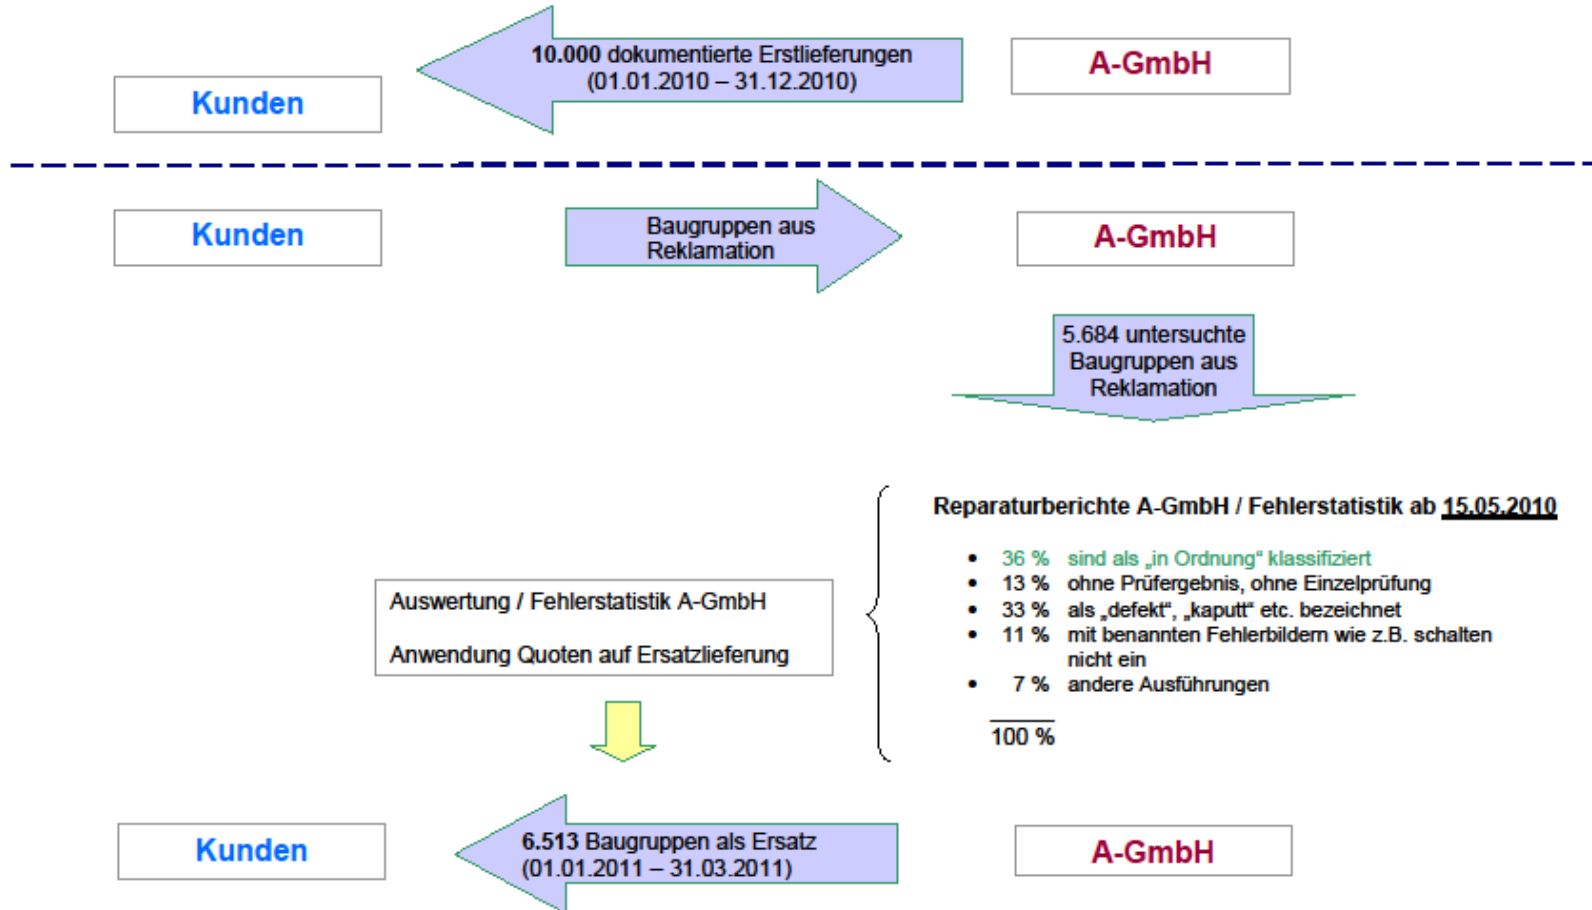 10.000 dokumentierte Erstlieferungen
(01.01.2010 – 31.12.2010)
A-GmbH
Kunden
Kunden
Baugruppen aus
Reklamation
A-GmbH
5.684 untersuchte
Baugruppen aus
Reklamation
Reparaturberichte A-GmbH / Fehlerstatistik ab 15.05.2010
• 36 % sind als „in Ordnung“ klassifiziert
• 13 % ohne Prüfergebnis, ohne Einzelprüfung
• 33 % als „defekt“, „kaputt“ etc. bezeichnet
• 11 % mit benannten Fehlerbildern wie z.B. schalten
nicht ein
• 7 % andere Ausführungen
100 %
Auswertung / Fehlerstatistik A-GmbH
Anwendung Quoten auf Ersatzlieferung
Kunden
6.513 Baugruppen als Ersatz
(01.01.2011 – 31.03.2011)
A-GmbH